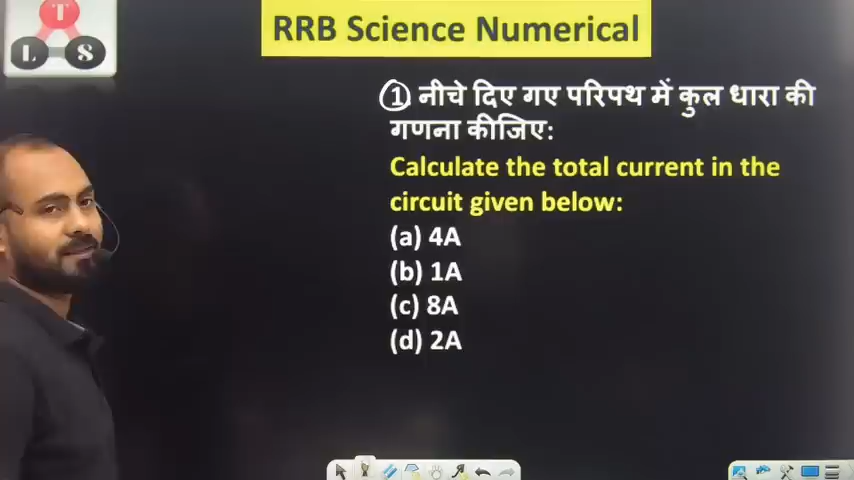 T
L S
RRB Science Numerical
1 नीचे दिए गए परिपथ में कुल धारा की
गणना कीजिए:
Calculate the total current in the
circuit given below:
(a) 4A
(b) 1A
(c) 8A
(d) 2A